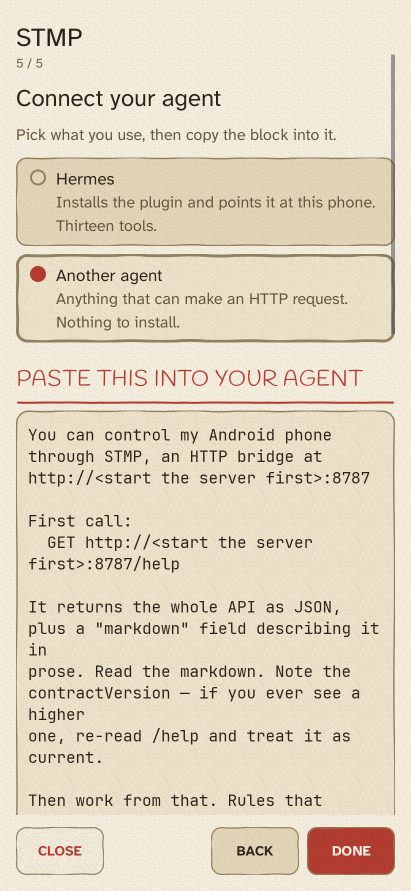 STMP
5 / 5
Connect your agent
Pick what you use, then copy the block into it.
Hermes
Installs the plugin and points it at this phone.
Thirteen tools.
Another agent
Anything that can make an HTTP request.
Nothing to install.
PASTE THIS INTO YOUR AGENT
You can control my Android phone
through STMP, an HTTP bridge at
http://<start the server first>:8787
First call:
GET http://<start the server
first>:8787/help
It returns the whole API as JSON,
plus a "markdown" field describing it
in
prose. Read the markdown. Note the
contractVersion — if you ever see a
higher
one, re-read /help and treat it as
current.
Then work from that. Rules that
CLOSE
BACK
DONE